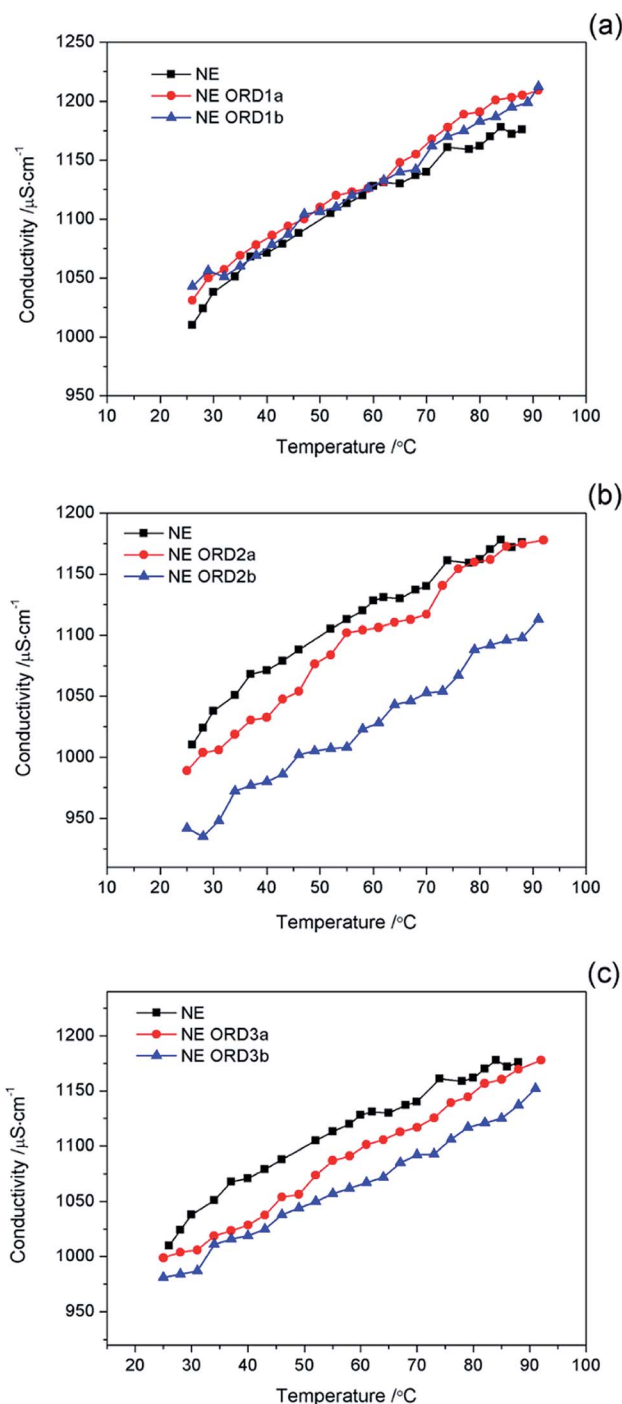 (a)
1250
1200
1150
1100
1050
1000
950
NE
NE ORD1a
NE ORD1b
Conductivity /μS·cm⁻¹
10 20 30 40 50 60 70 80 90 100
Temperature /°C
(b)
1200
1150
1100
1050
1000
950
NE
NE ORD2a
NE ORD2b
Conductivity /μS·cm⁻¹
10 20 30 40 50 60 70 80 90 100
Temperature /°C
(c)
1200
1150
1100
1050
1000
950
NE
NE ORD3a
NE ORD3b
Conductivity /μS·cm⁻¹
20 30 40 50 60 70 80 90 100
Temperature /°C